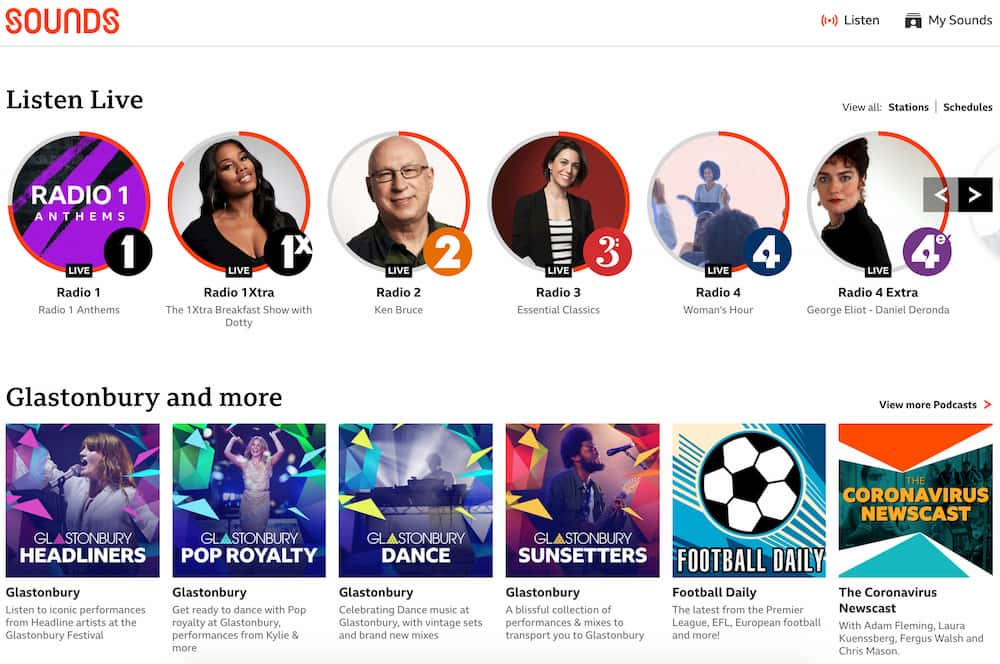 SOUNDS
Listen
My Sounds
Listen Live
View all: Stations | Schedules
RADIO 1
ANTHEMS
1
1X
2
3
4
4e
LIVE
LIVE
LIVE
LIVE
LIVE
LIVE
Radio 1
Radio 1Xtra
Radio 2
Radio 3
Radio 4
Radio 4 Extra
Radio 1 Anthems
The 1Xtra Breakfast Show with
Dotty
Ken Bruce
Essential Classics
Woman's Hour
George Eliot - Daniel Deronda
Glastonbury and more
View more Podcasts
GLASTONBURY
HEADLINERS
GLASTONBURY
POP ROYALTY
GLASTONBURY
DANCE
GLASTONBURY
SUNSETTERS
FOOTBALL DAILY
THE
CORONAVIRUS
NEWSCAST
Glastonbury
Listen to iconic performances
from Headline artists at the
Glastonbury Festival
Glastonbury
Get ready to dance with Pop
royalty at Glastonbury,
performances from Kylie &
more
Glastonbury
Celebrating Dance music at
Glastonbury, with vintage sets
and brand new mixes
Glastonbury
A blissful collection of
performances & mixes to
transport you to Glastonbury
Football Daily
The latest from the Premier
League, EFL, European football
and more!
The Coronavirus
Newscast
With Adam Fleming, Laura
Kuenssberg, Fergus Walsh and
Chris Mason.